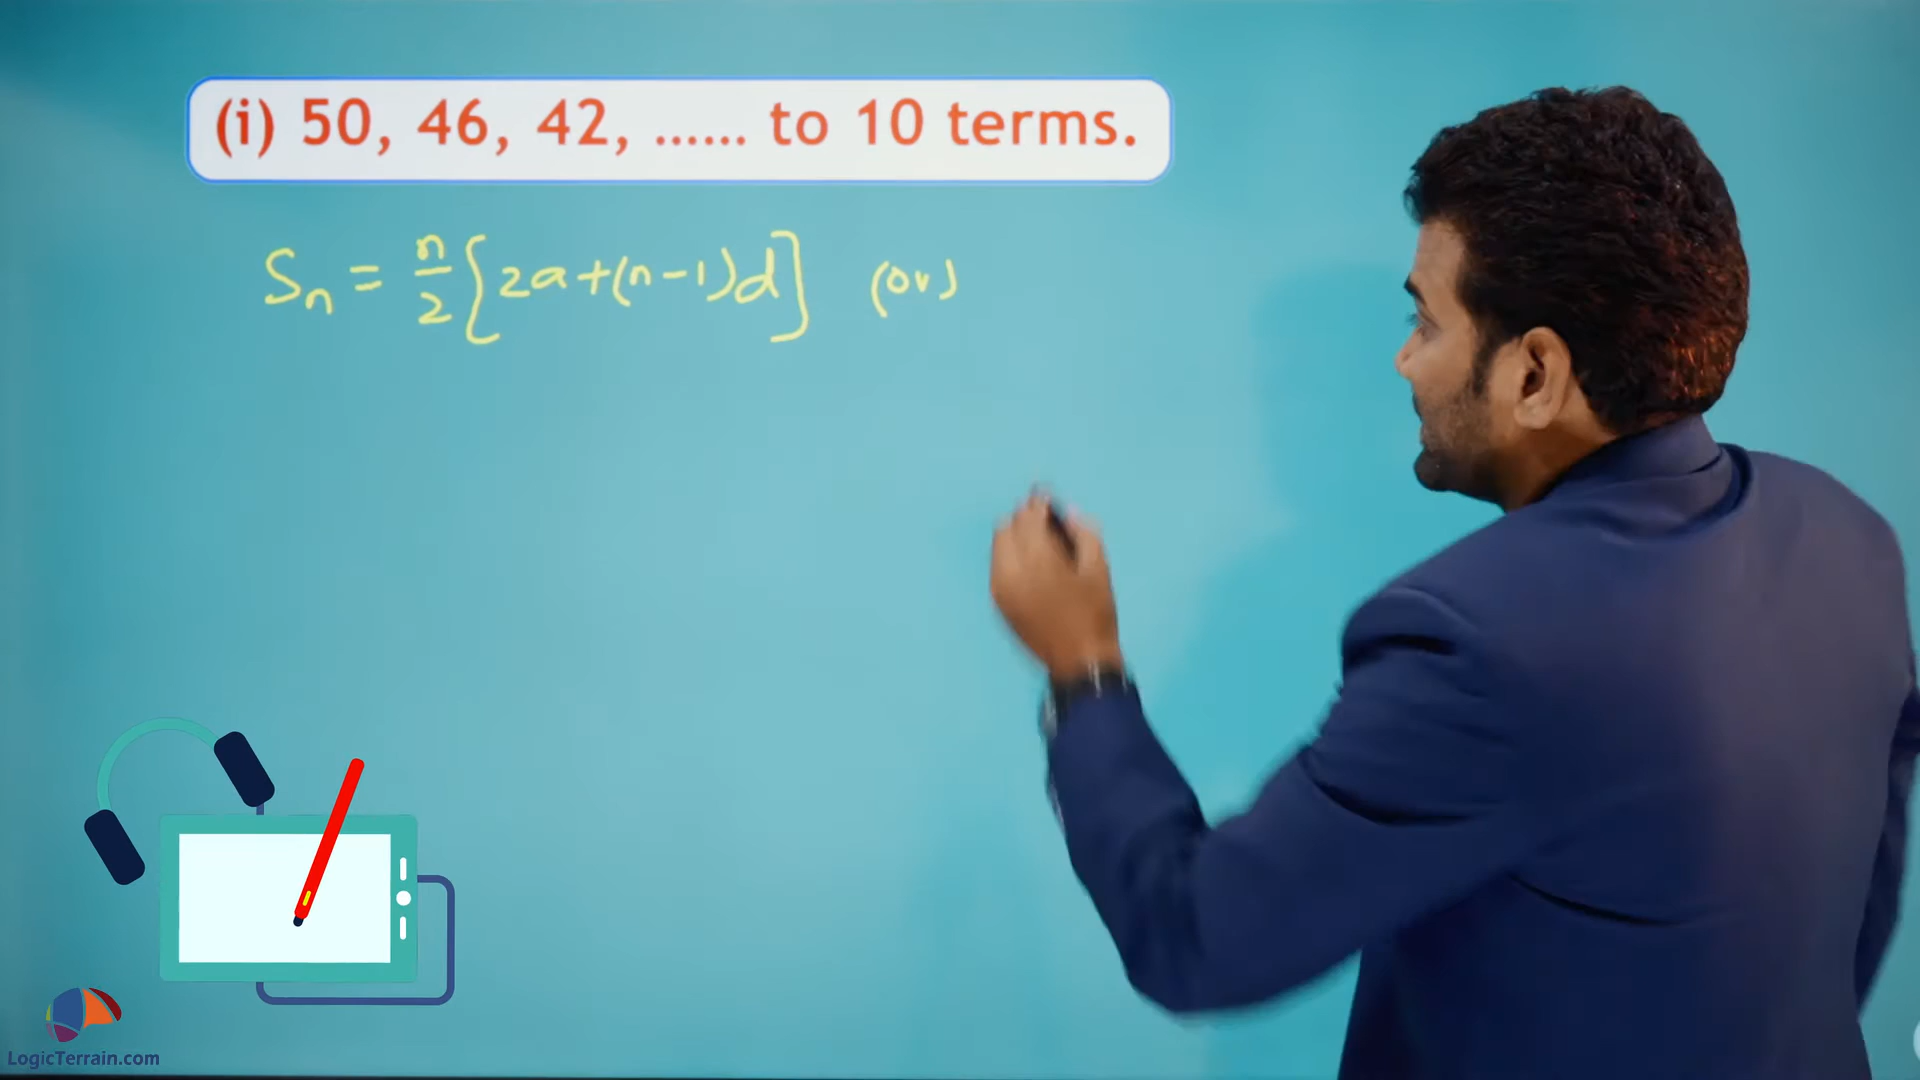 (i) 50, 46, 42, ...... to 10 terms.
Sn = n/2 [2a+(n-1)d] (or)
LogicTerrain.com